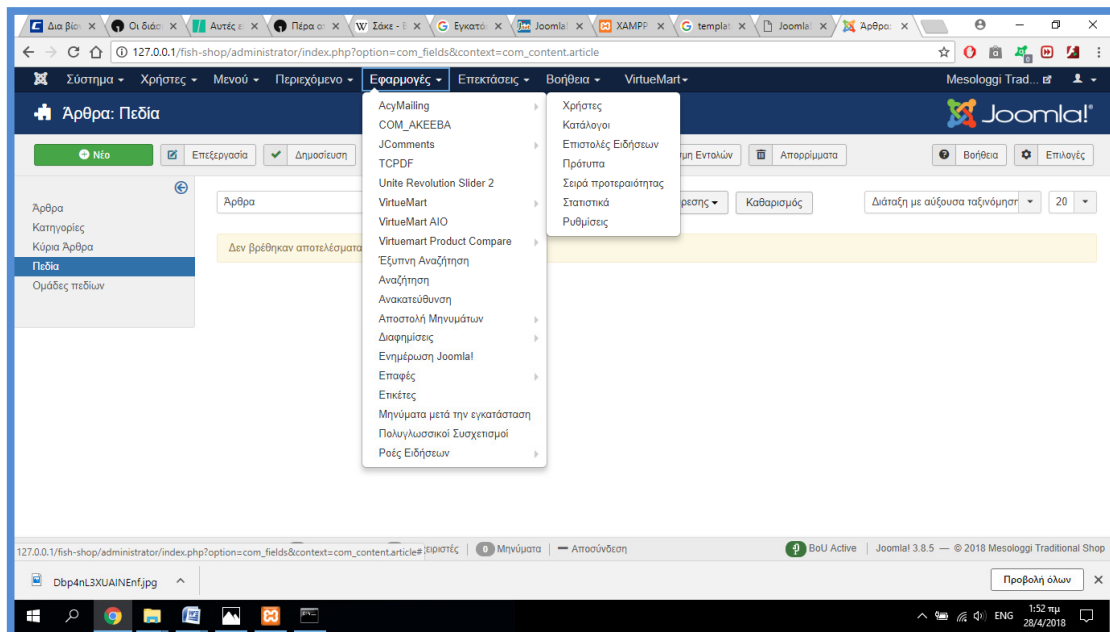 Δια βίοι
Οι διάσ
Αυτές ε
Πέρα απ
Σάκε - Β
Εγκατάσ
Joomla!
XAMPP
templat
Joomla!
Άρθρα:
127.0.0.1/fish-shop/administrator/index.php?option=com_fields&context=com_content.article
Σύστημα Χρήστες Μενού Περιεχόμενο Εφαρμογές Επεκτάσεις Βοήθεια VirtueMart Mesologgi Trad...
Άρθρα: Πεδία
Joomla!
Νέο Επεξεργασία Δημοσίευση Εντολών Απορρίμματα Βοήθεια Επιλογές
Άρθρα
Κατηγορίες
Κύρια Άρθρα
Πεδία
Ομάδες πεδίων
Άρθρο
Καθαρισμός
Διάταξη με αύξουσα ταξινόμηση
20
Δεν βρέθηκαν αποτελέσματα
AcyMailing
COM_AKEEBA
JComments
TCPDF
Unite Revolution Slider 2
VirtueMart
VirtueMart AIO
Virtuemart Product Compare
Έξυπνη Αναζήτηση
Αναζήτηση
Ανακατεύθυνση
Αποστολή Μηνυμάτων
Διαφημίσεις
Ενημέρωση Joomla!
Επαφές
Ετικέτες
Μηνύματα μετά την εγκατάσταση
Πολυγλωσσικοί Συσχετισμοί
Ροές Ειδήσεων
Χρήστες
Κατάλογοι
Επιστολές Ειδήσεων
Πρότυπα
Σειρά προτεραιότητας
Στατιστικά
Ρυθμίσεις
127.0.0.1/fish-shop/administrator/index.php?option=com_fields&context=com_content.article#
0 Μηνύματα Αποσύνδεση BoU Active Joomla! 3.8.5 — © 2018 Mesologgi Traditional Shop
Dbp4nL3XUAINEnf.jpg
Προβολή όλων
ENG
1:52 πμ
28/4/2018